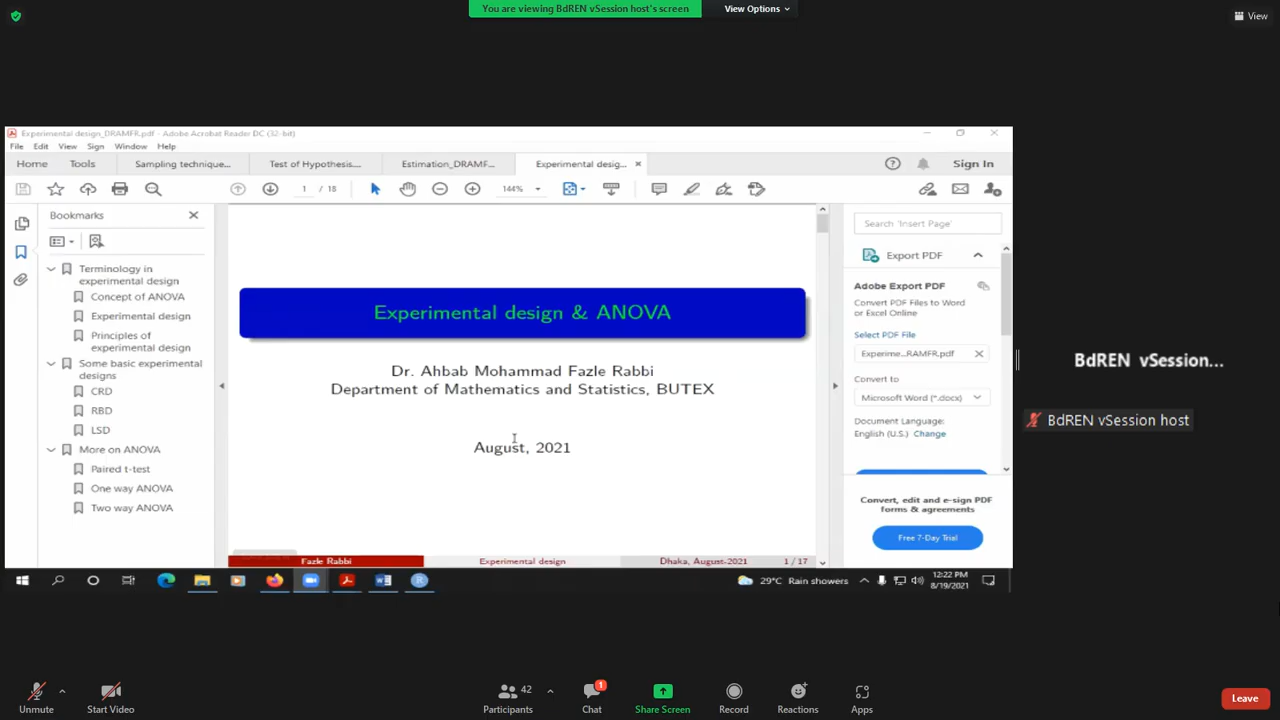 You are viewing BdREN vSession host's screen
View Options
View
Experimental design_DRAMFR.pdf - Adobe Acrobat Reader DC (32-bit)
File Edit View Sign Window Help
Home Tools Sampling technique... Test of Hypothesis.... Estimation_DRAMF... Experimental desig... Sign In
1 / 18 144%
Bookmarks
Terminology in
experimental design
Concept of ANOVA
Experimental design
Principles of
experimental design
Some basic experimental
designs
CRD
RBD
LSD
More on ANOVA
Paired t-test
One way ANOVA
Two way ANOVA
Experimental design & ANOVA
Dr. Ahbab Mohammad Fazle Rabbi
Department of Mathematics and Statistics, BUTEX
August, 2021
Fazle Rabbi Experimental design Dhaka, August-2021 1 / 17
Search 'Insert Page'
Export PDF
Adobe Export PDF
Convert PDF Files to Word
or Excel Online
Select PDF File
Experime...RAMFR.pdf
Convert to
Microsoft Word (*.docx)
Document Language:
English (U.S.) Change
Convert, edit and e-sign PDF
forms & agreements
Free 7-Day Trial
29°C Rain showers
12:22 PM
8/19/2021
BdREN vSession...
BdREN vSession host
Unmute
Start Video
42
Participants
1
Chat
Share Screen
Record
Reactions
Apps
Leave